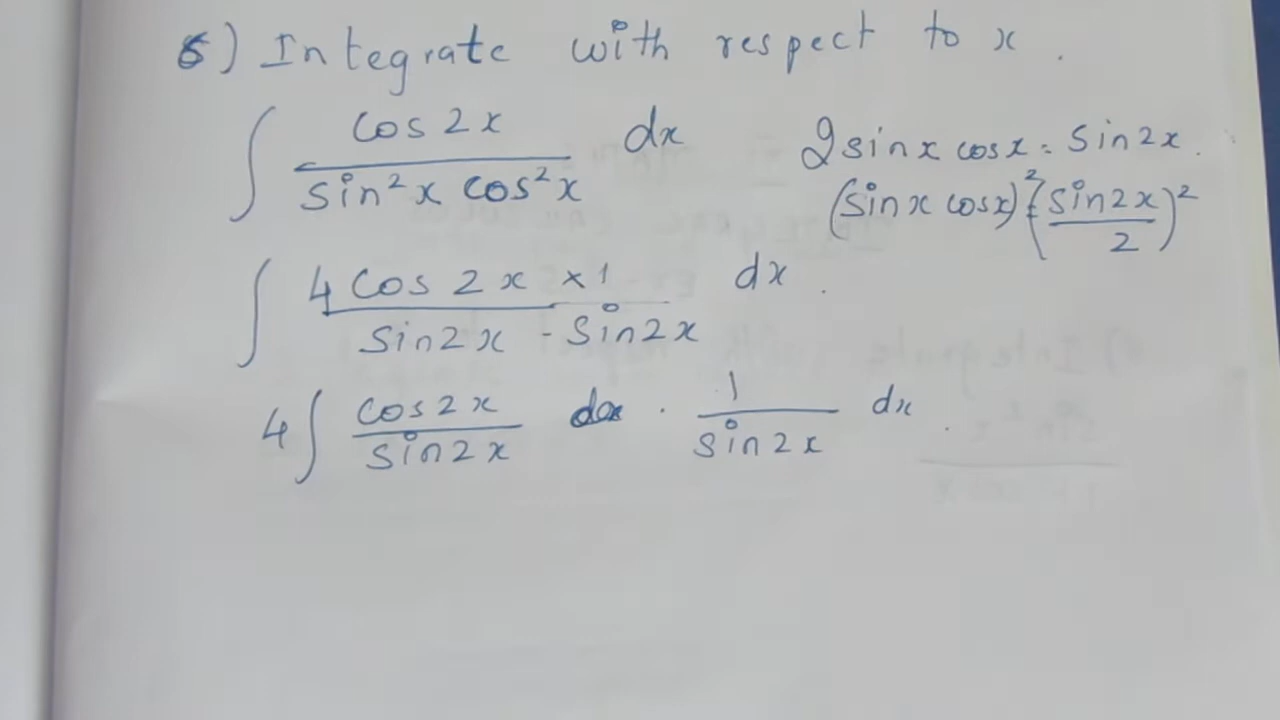 6) Integrate with respect to x .
∫ cos 2x / sin²x cos²x dx 2 sin x cos x = sin 2x .
(sin x cos x)² = (sin 2x / 2)²
∫ 4 cos 2x × 1 / sin 2x - sin 2x dx .
4 ∫ cos 2x / sin 2x · 1 / sin 2x dx .